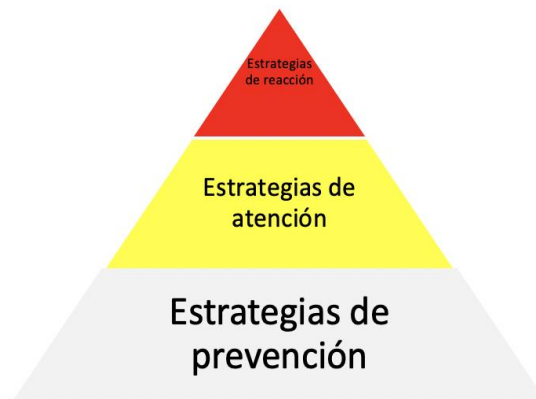 Estrategias
de reacción
Estrategias de
atención
Estrategias de
prevención